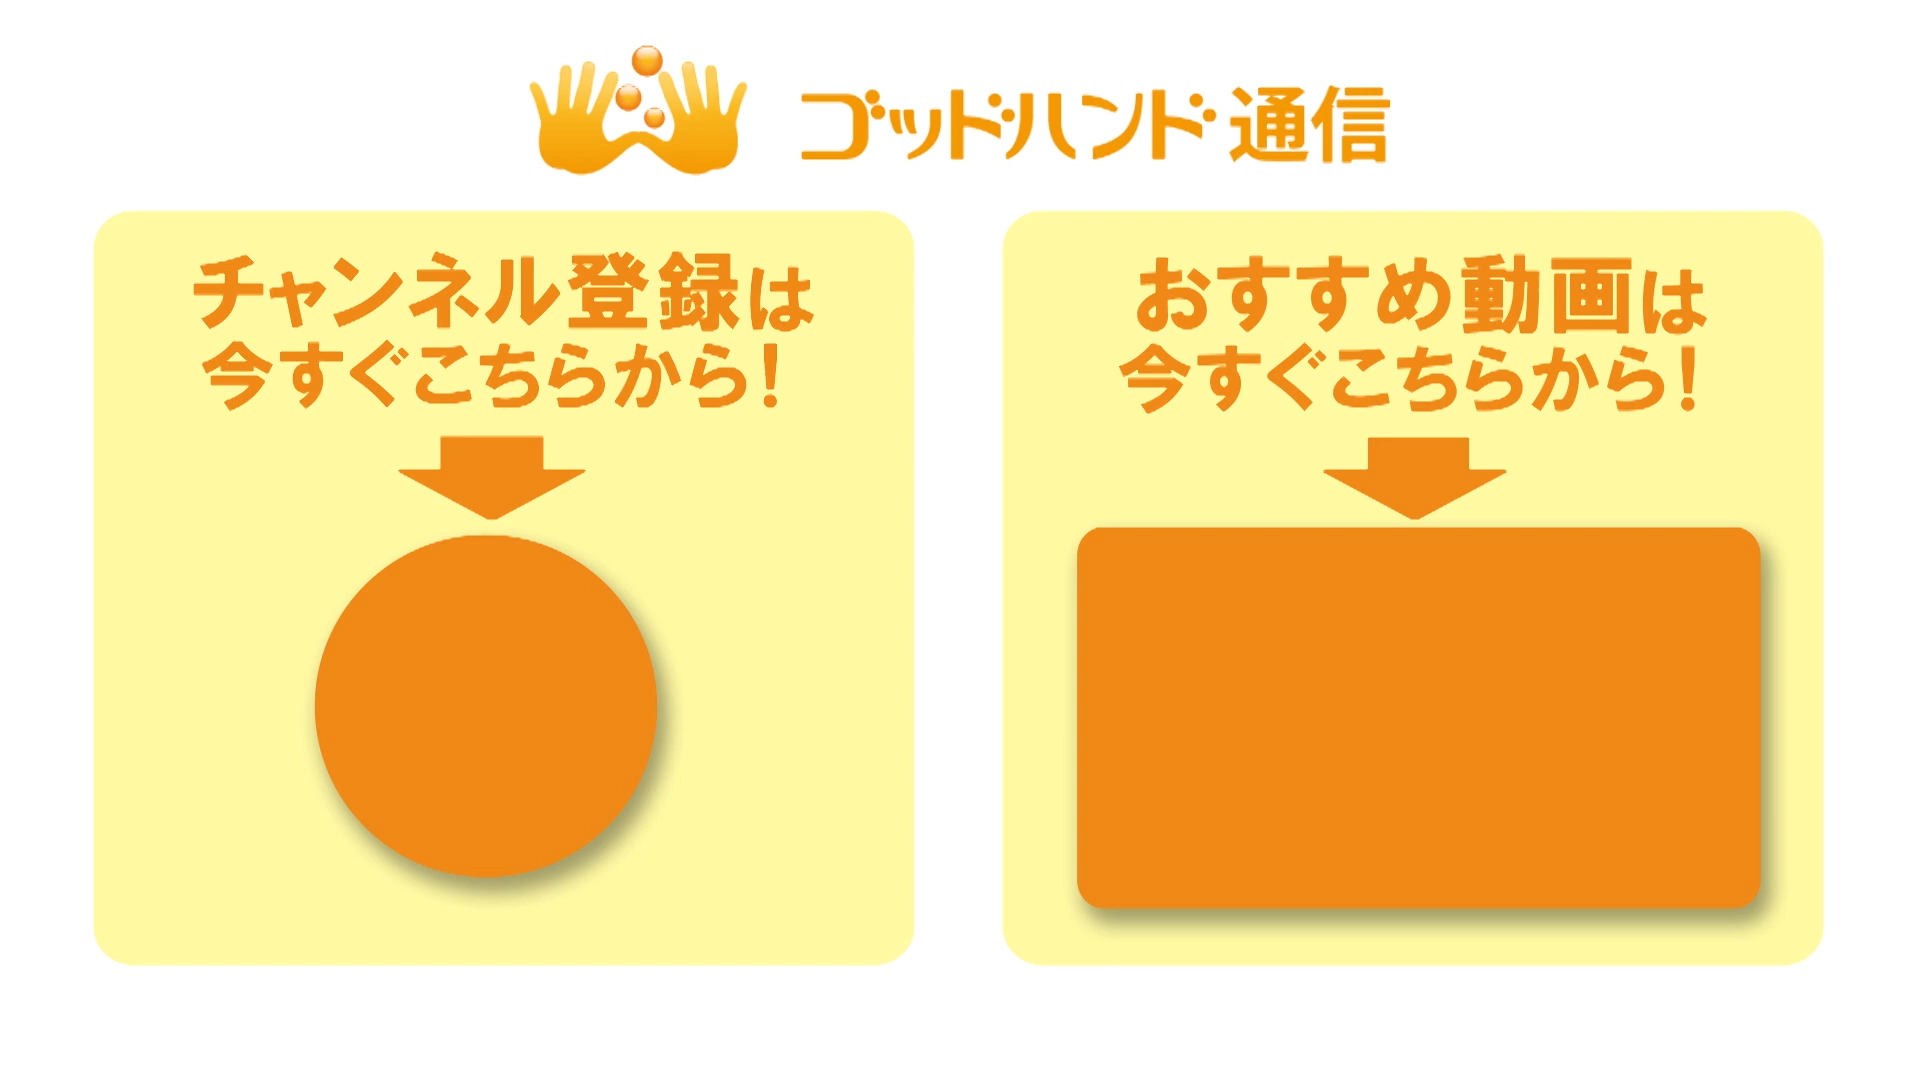 ゴッドハンド通信
チャンネル登録は
今すぐこちらから！
おすすめ動画は
今すぐこちらから！